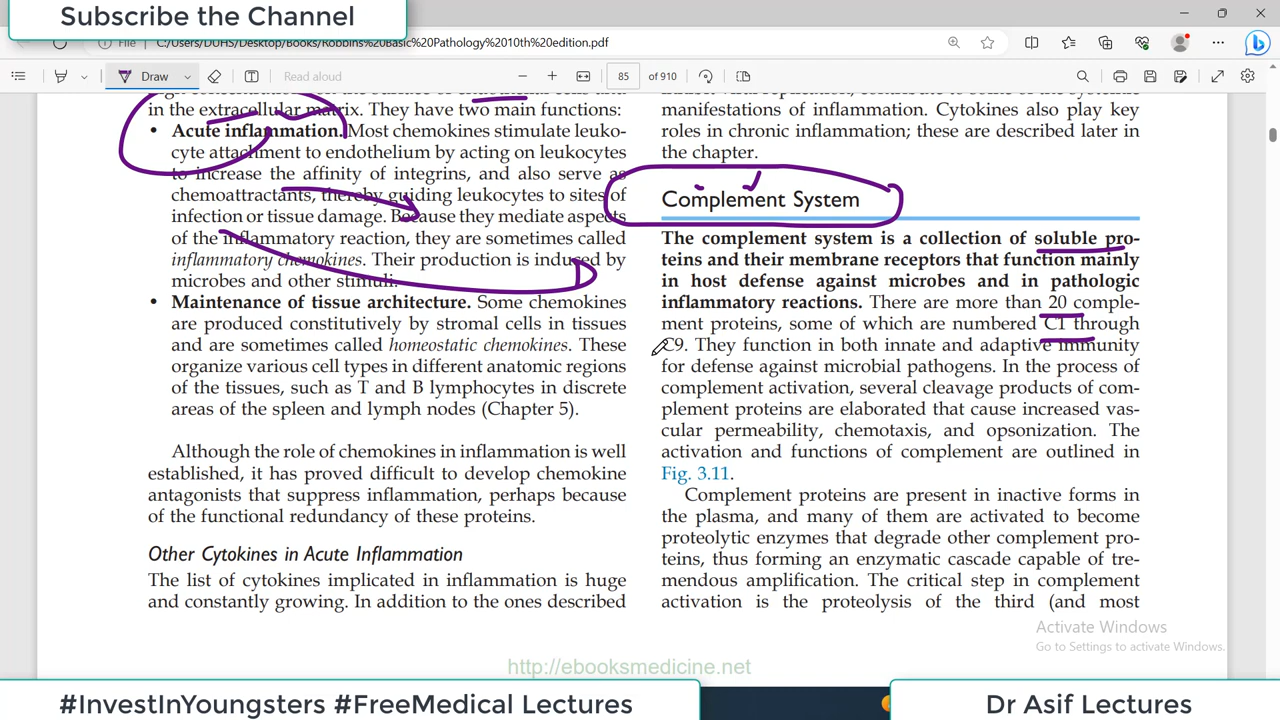 Subscribe the Channel
File
C:/Users/DUHS/Desktop/Books/Robbins%20Basic%20Pathology%2010th%20edition.pdf
Draw
Read aloud
85
of 910
in the extracellular matrix. They have two main functions:
• Acute inflammation. Most chemokines stimulate leuko-
cyte attachment to endothelium by acting on leukocytes
to increase the affinity of integrins, and also serve as
chemoattractants, thereby guiding leukocytes to sites of
infection or tissue damage. Because they mediate aspects
of the inflammatory reaction, they are sometimes called
inflammatory chemokines. Their production is induced by
microbes and other stimuli.
• Maintenance of tissue architecture. Some chemokines
are produced constitutively by stromal cells in tissues
and are sometimes called homeostatic chemokines. These
organize various cell types in different anatomic regions
of the tissues, such as T and B lymphocytes in discrete
areas of the spleen and lymph nodes (Chapter 5).
Although the role of chemokines in inflammation is well
established, it has proved difficult to develop chemokine
antagonists that suppress inflammation, perhaps because
of the functional redundancy of these proteins.
Other Cytokines in Acute Inflammation
The list of cytokines implicated in inflammation is huge
and constantly growing. In addition to the ones described
manifestations of inflammation. Cytokines also play key
roles in chronic inflammation; these are described later in
the chapter.
Complement System
The complement system is a collection of soluble pro-
teins and their membrane receptors that function mainly
in host defense against microbes and in pathologic
inflammatory reactions. There are more than 20 comple-
ment proteins, some of which are numbered C1 through
C9. They function in both innate and adaptive immunity
for defense against microbial pathogens. In the process of
complement activation, several cleavage products of com-
plement proteins are elaborated that cause increased vas-
cular permeability, chemotaxis, and opsonization. The
activation and functions of complement are outlined in
Fig. 3.11.
Complement proteins are present in inactive forms in
the plasma, and many of them are activated to become
proteolytic enzymes that degrade other complement pro-
teins, thus forming an enzymatic cascade capable of tre-
mendous amplification. The critical step in complement
activation is the proteolysis of the third (and most
Activate Windows
Go to Settings to activate Windows.
http://ebooksmedicine.net
#InvestInYoungsters #FreeMedical Lectures
Dr Asif Lectures